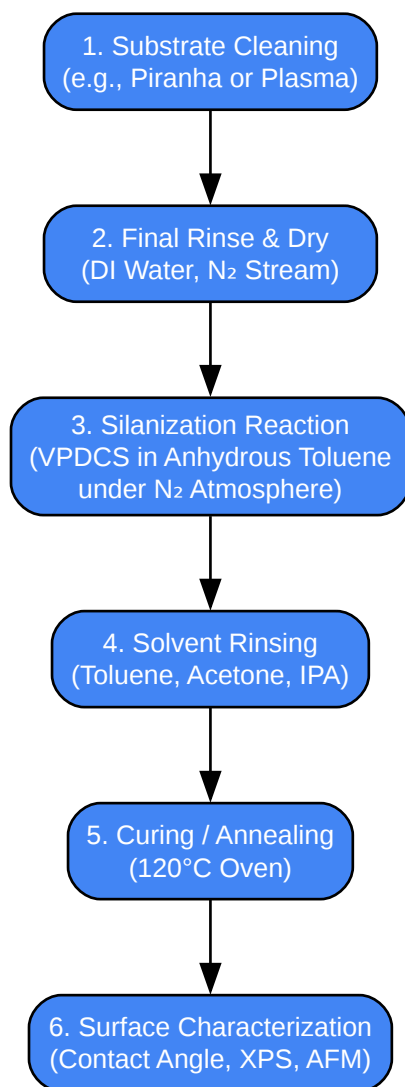 1. Substrate Cleaning
(e.g., Piranha or Plasma)
2. Final Rinse & Dry
(DI Water, N₂ Stream)
3. Silanization Reaction
(VPDCS in Anhydrous Toluene
under N₂ Atmosphere)
4. Solvent Rinsing
(Toluene, Acetone, IPA)
5. Curing / Annealing
(120°C Oven)
6. Surface Characterization
(Contact Angle, XPS, AFM)